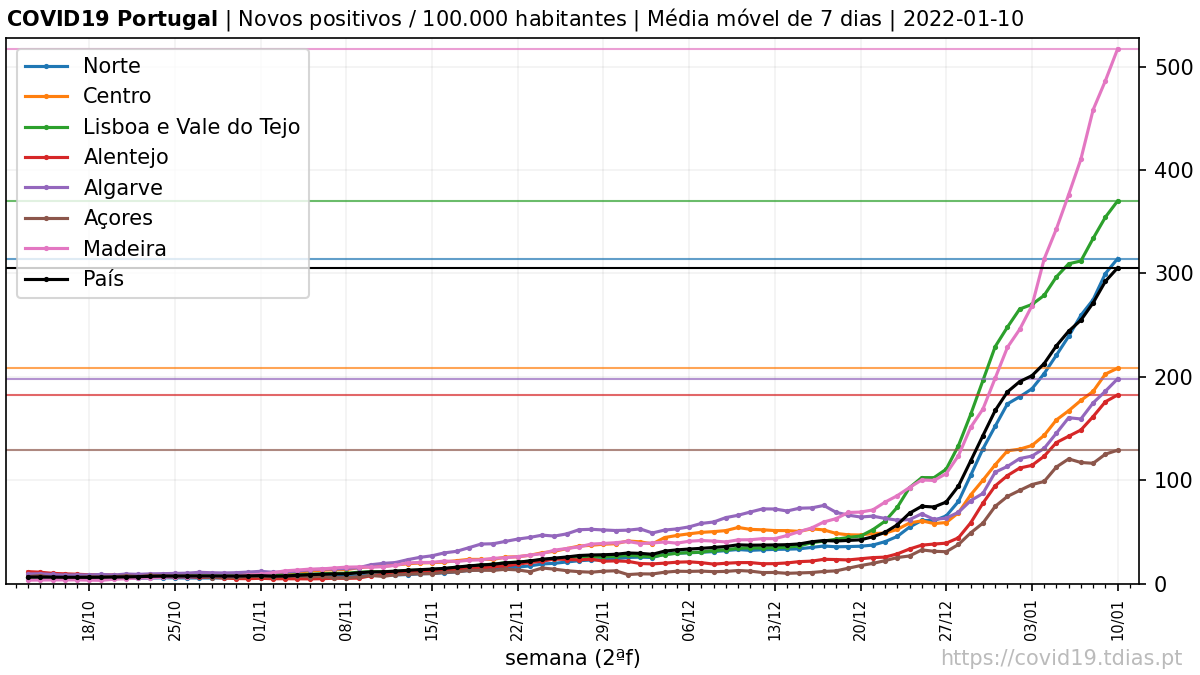 COVID19 Portugal | Novos positivos / 100.000 habitantes | Média móvel de 7 dias | 2022-01-10
Norte
Centro
Lisboa e Vale do Tejo
Alentejo
Algarve
Açores
Madeira
País
500
400
300
200
100
0
18/10
25/10
01/11
08/11
15/11
22/11
29/11
06/12
13/12
20/12
27/12
03/01
10/01
semana (2ªf)
https://covid19.tdias.pt